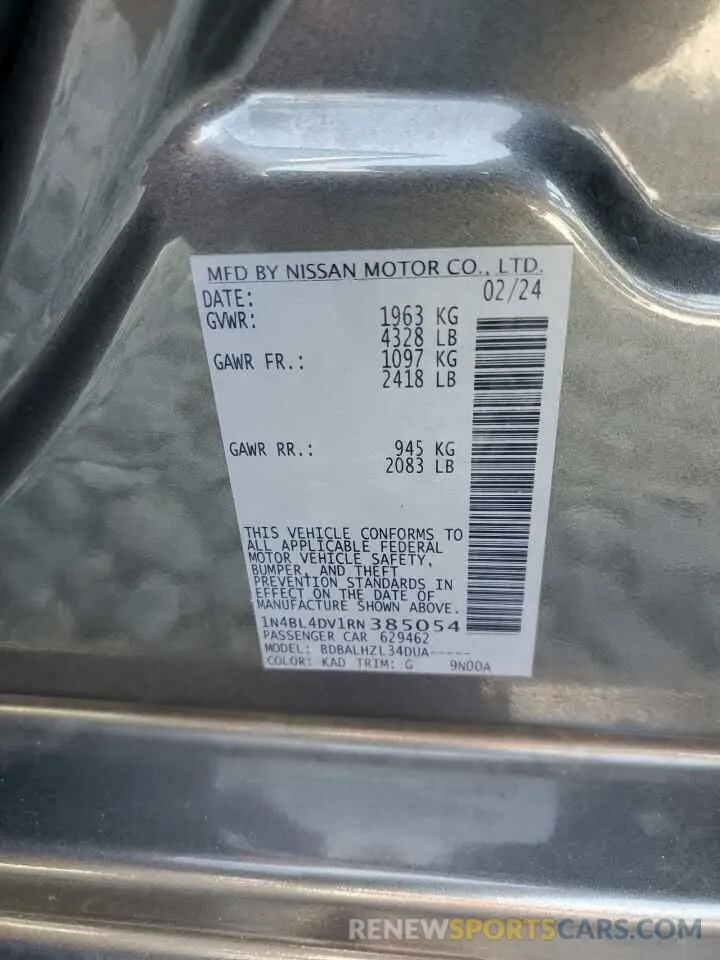 MFD BY NISSAN MOTOR CO., LTD.
DATE: 02/24
GVWR: 1963 KG
4328 LB
GAWR FR.: 1097 KG
2418 LB
GAWR RR.: 945 KG
2083 LB
THIS VEHICLE CONFORMS TO
ALL APPLICABLE FEDERAL
MOTOR VEHICLE SAFETY,
BUMPER, AND THEFT
PREVENTION STANDARDS IN
EFFECT ON THE DATE OF
MANUFACTURE SHOWN ABOVE.
1N4BL4DV1RN385054
PASSENGER CAR 629462
MODEL: BDBALHZL34DUA-----
COLOR: KAD TRIM: G 9N00A
RENEWSPORTSCARS.COM